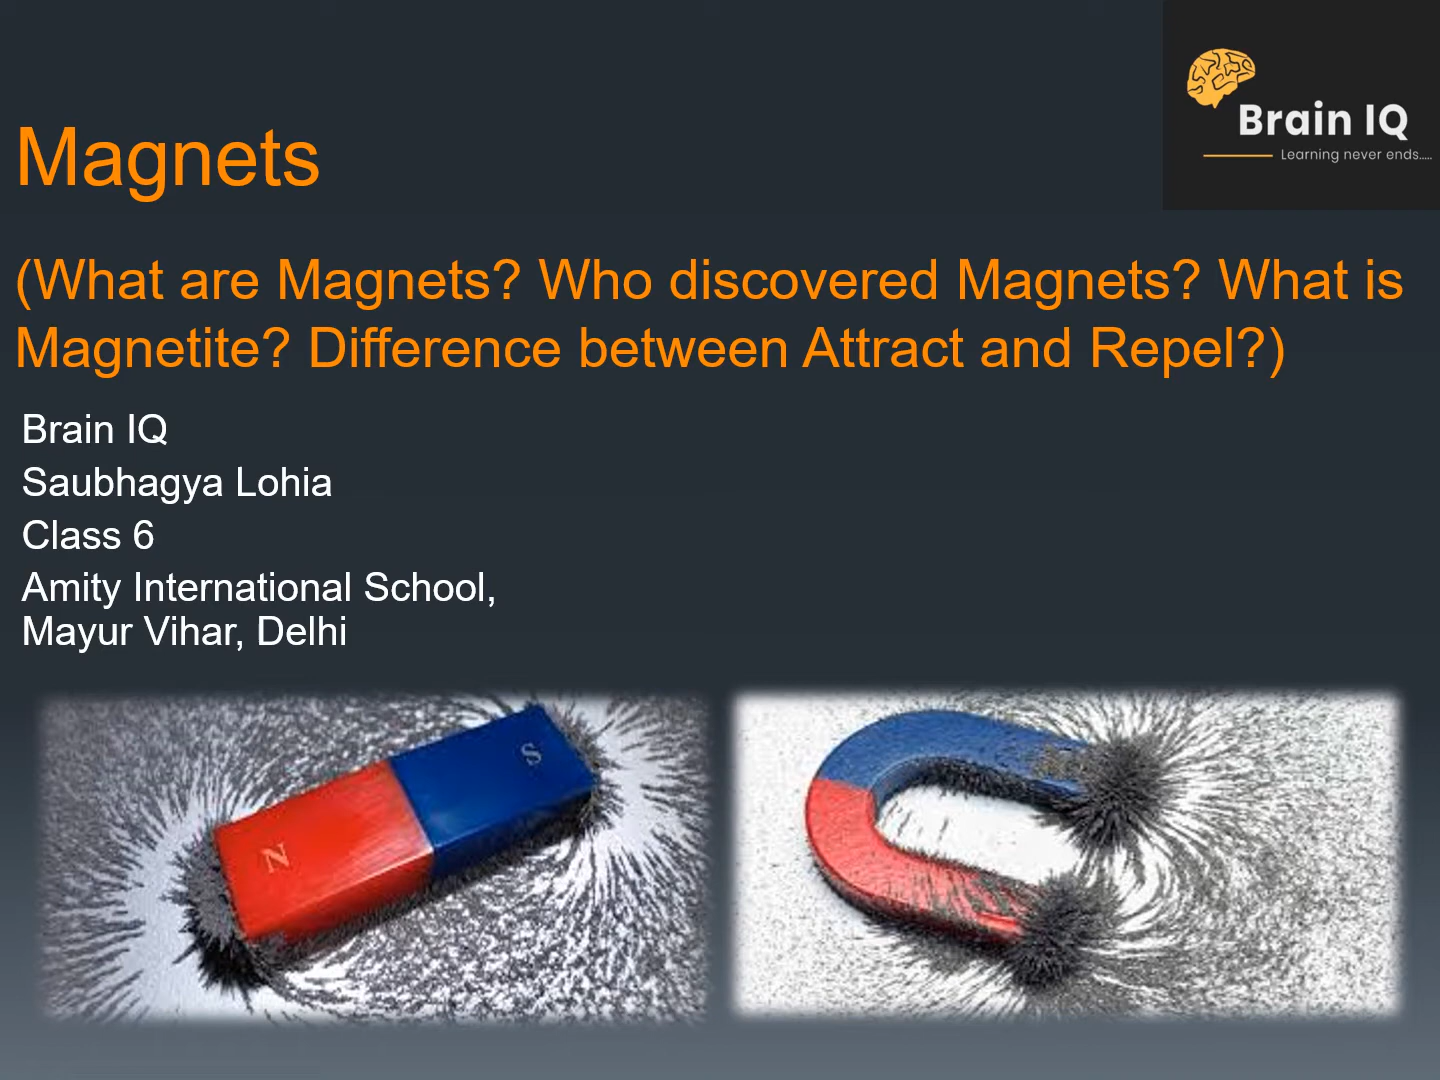 Brain IQ
Learning never ends.....
Magnets
(What are Magnets? Who discovered Magnets? What is
Magnetite? Difference between Attract and Repel?)
Brain IQ
Saubhagya Lohia
Class 6
Amity International School,
Mayur Vihar, Delhi
N
S